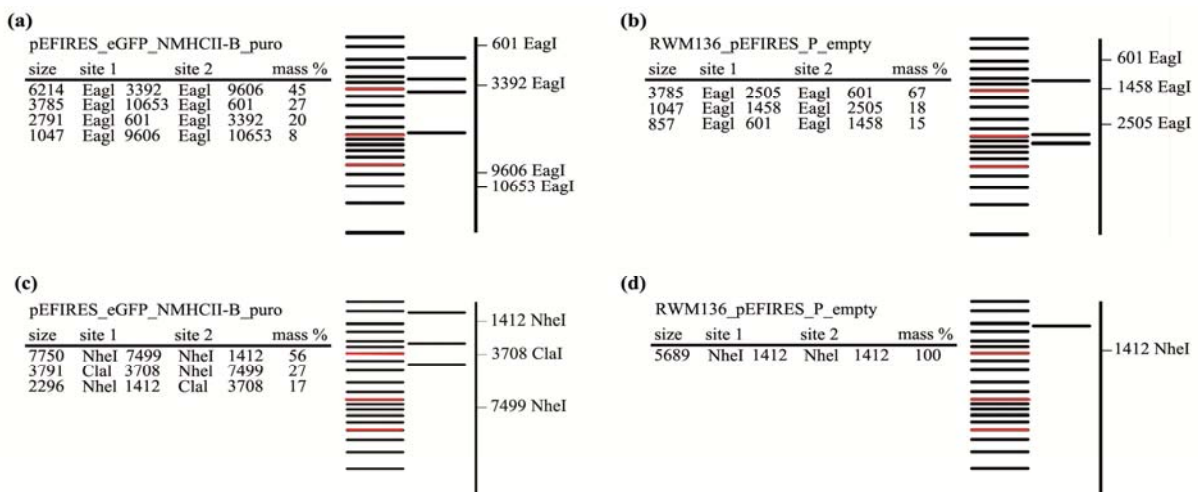 (a)
pEFIRES_eGFP_NMHCII-B_puro
size site 1 site 2 mass %
6214 EagI 3392 EagI 9606 45
3785 EagI 10653 EagI 601 27
2791 EagI 601 EagI 3392 20
1047 EagI 9606 EagI 10653 8
601 EagI
3392 EagI
9606 EagI
10653 EagI
(b)
RWM136_pEFIRES_P_empty
size site 1 site 2 mass %
3785 EagI 2505 EagI 601 67
1047 EagI 1458 EagI 2505 18
857 EagI 601 EagI 1458 15
601 EagI
1458 EagI
2505 EagI
(c)
pEFIRES_eGFP_NMHCII-B_puro
size site 1 site 2 mass %
7750 NheI 7499 NheI 1412 56
3791 ClaI 3708 NheI 7499 27
2296 NheI 1412 ClaI 3708 17
1412 NheI
3708 ClaI
7499 NheI
(d)
RWM136_pEFIRES_P_empty
size site 1 site 2 mass %
5689 NheI 1412 NheI 1412 100
1412 NheI